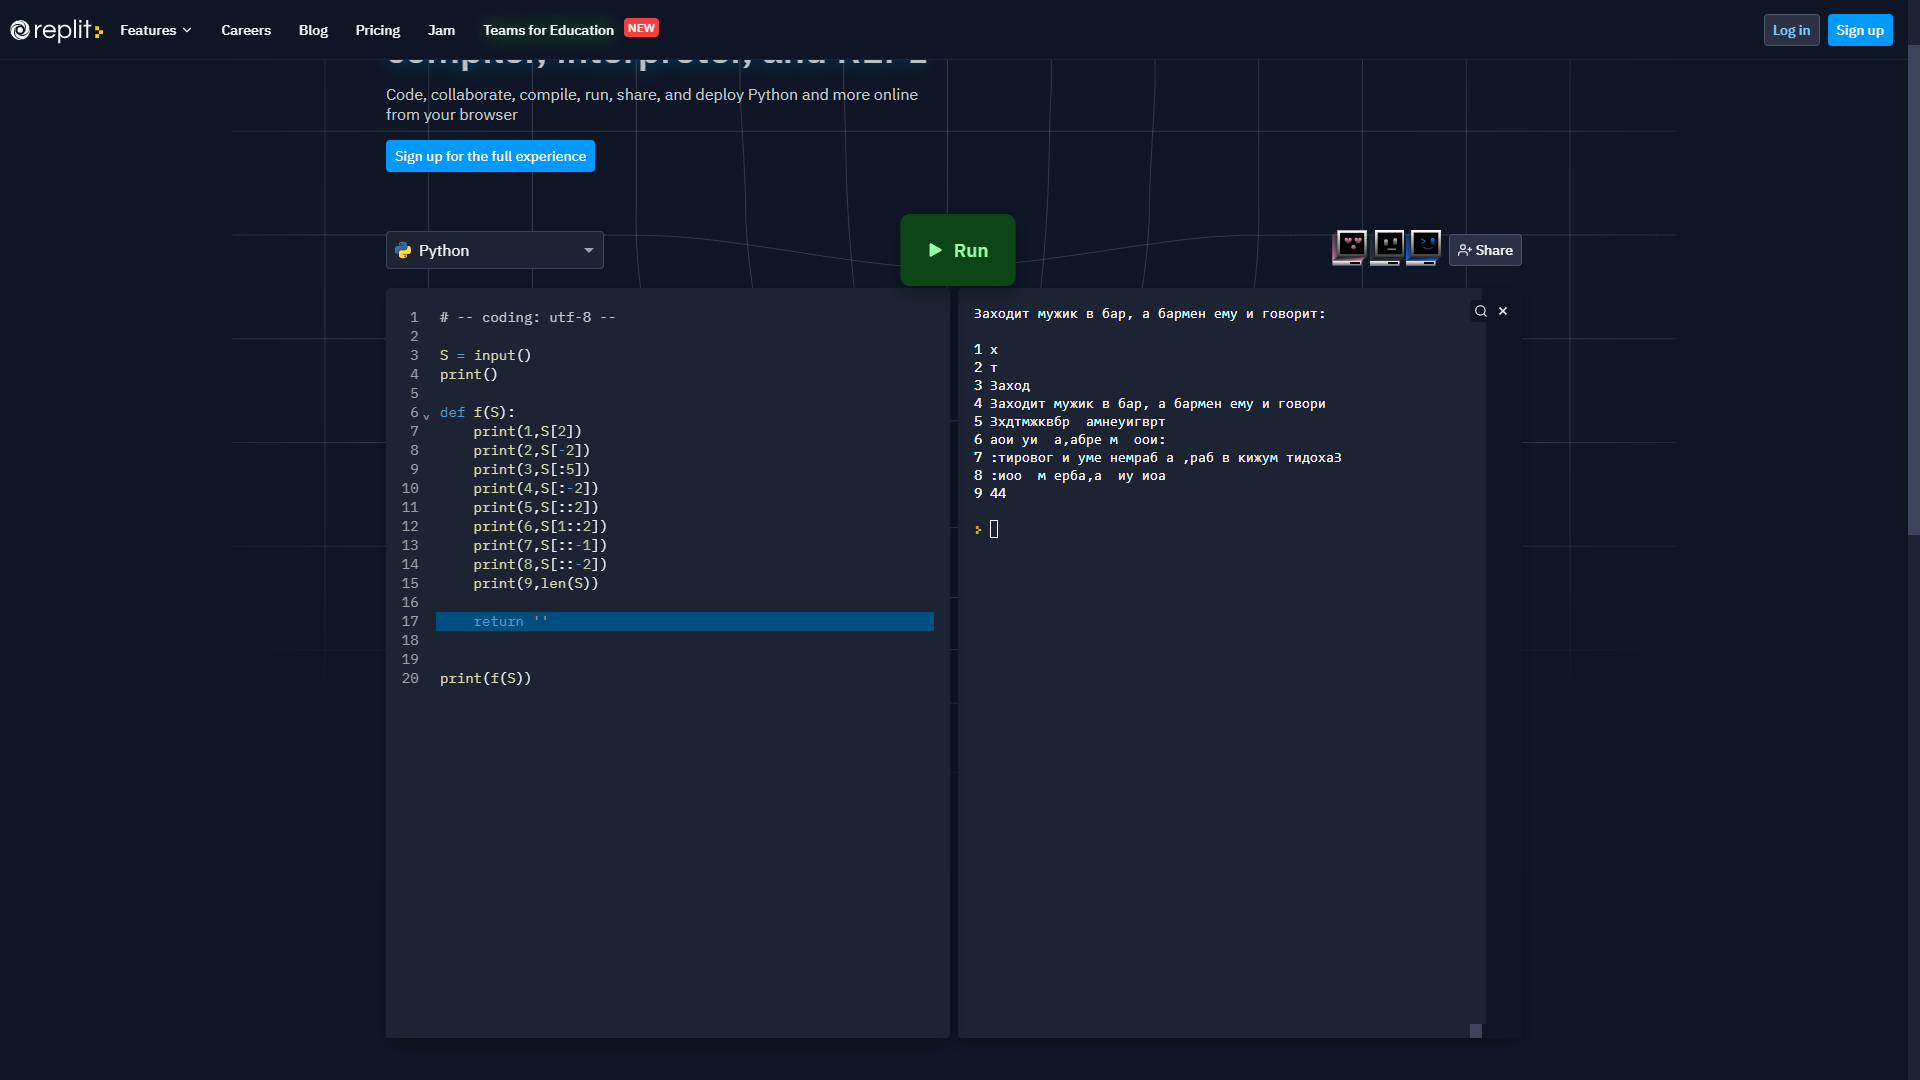 replit
Features
Careers
Blog
Pricing
Jam
Teams for Education
NEW
Log in
Sign up
compiler, interpreter, and REPL
Code, collaborate, compile, run, share, and deploy Python and more online
from your browser
Sign up for the full experience
Python
Run
Share
1 # -- coding: utf-8 --
2
3 S = input()
4 print()
5
6 def f(S):
7 print(1,S[2])
8 print(2,S[-2])
9 print(3,S[:5])
10 print(4,S[:-2])
11 print(5,S[::2])
12 print(6,S[1::2])
13 print(7,S[::-1])
14 print(8,S[::-2])
15 print(9,len(S))
16
17 return ''
18
19
20 print(f(S))
Заходит мужик в бар, а бармен ему и говорит:
1 х
2 т
3 Заход
4 Заходит мужик в бар, а бармен ему и говори
5 Зхдтмжквбр  амнеуигврт
6 аои уи  а,абре м  оои:
7 :тировог и уме немраб а ,раб в кижум тидохаЗ
8 :иоо  м ерба,а  иу иоа
9 44